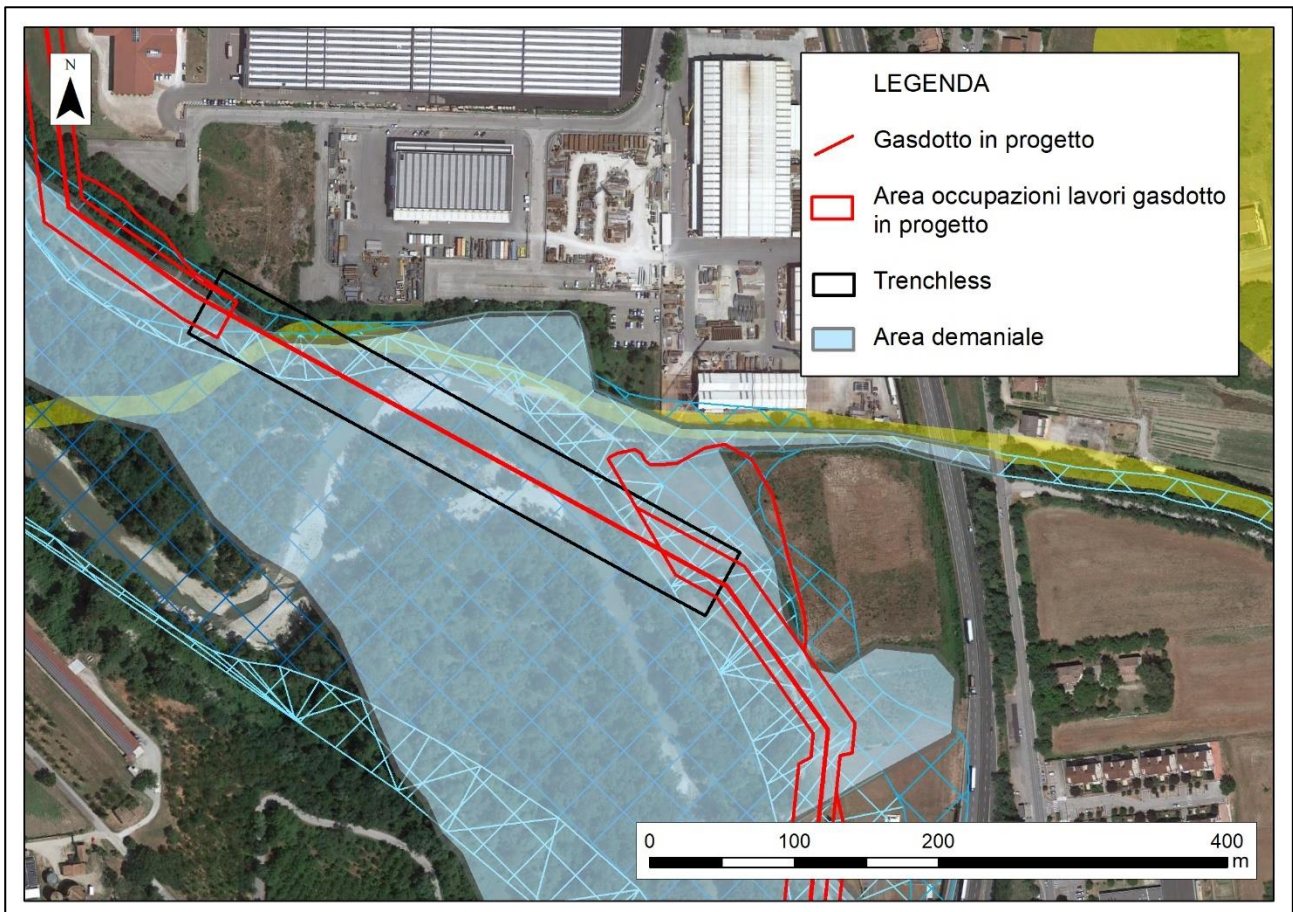 N
LEGENDA
Gasdotto in progetto
Area occupazioni lavori gasdotto
in progetto
Trenchless
Area demaniale
0 100 200 400
m